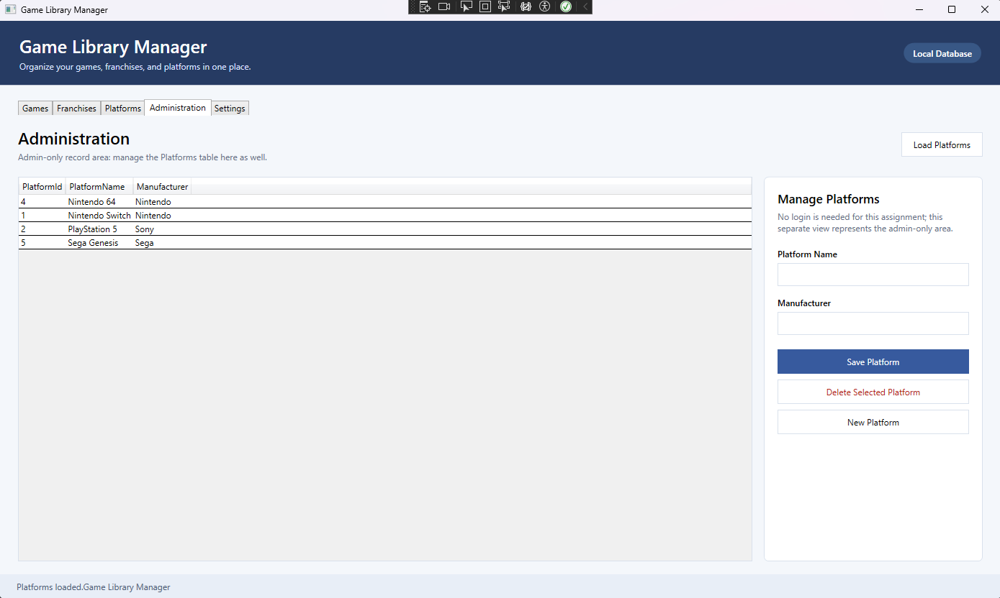 Game Library Manager
Game Library Manager
Organize your games, franchises, and platforms in one place.
Local Database
Games Franchises Platforms Administration Settings
Administration
Admin-only record area: manage the Platforms table here as well.
Load Platforms
PlatformId PlatformName Manufacturer
4 Nintendo 64 Nintendo
1 Nintendo Switch Nintendo
2 PlayStation 5 Sony
5 Sega Genesis Sega
Manage Platforms
No login is needed for this assignment; this
separate view represents the admin-only area.
Platform Name
Manufacturer
Save Platform
Delete Selected Platform
New Platform
Platforms loaded.Game Library Manager